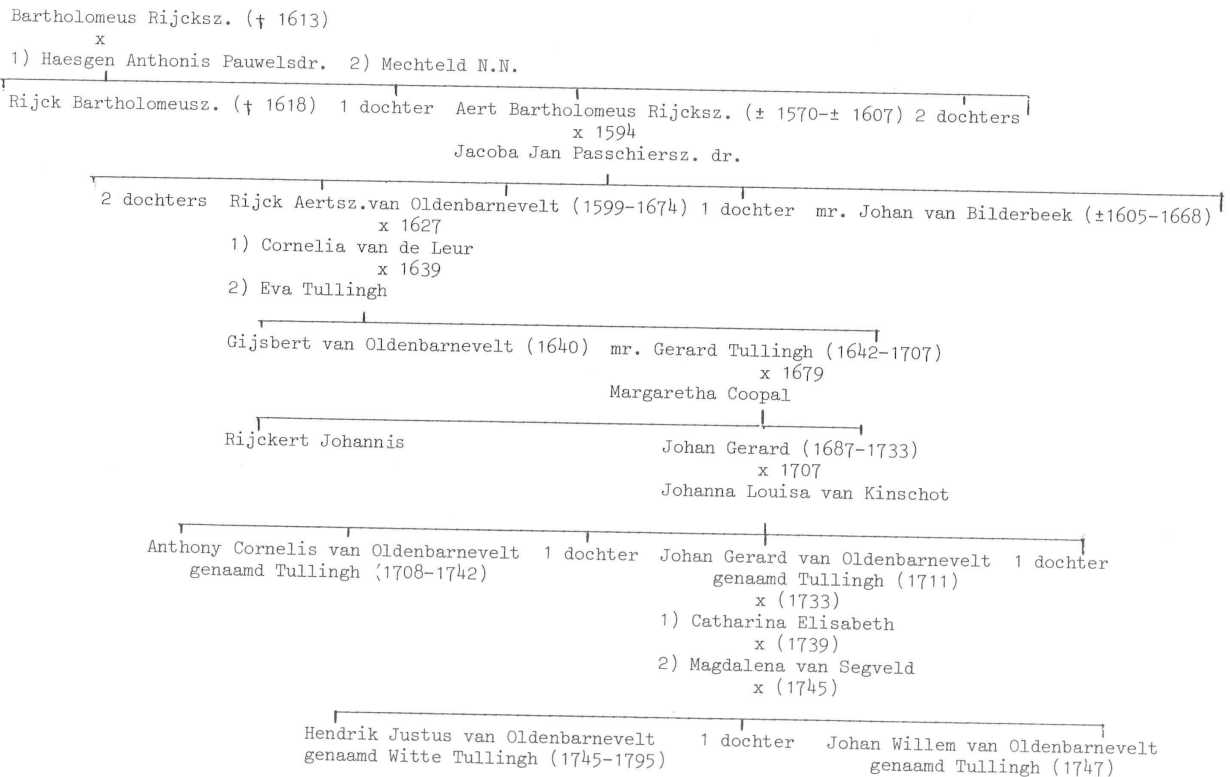 Bartholomeus Rijcksz. († 1613)
x
1) Haesgen Anthonis Pauwelsdr. 2) Mechteld N.N.
Rijck Bartholomeusz. († 1618) 1 dochter Aert Bartholomeus Rijcksz. (± 1570-± 1607) 2 dochters
x 1594
Jacoba Jan Passchiersz. dr.
2 dochters Rijck Aertsz.van Oldenbarnevelt (1599-1674) 1 dochter mr. Johan van Bilderbeek (±1605-1668)
x 1627
1) Cornelia van de Leur
x 1639
2) Eva Tullingh
Gijsbert van Oldenbarnevelt (1640) mr. Gerard Tullingh (1642-1707)
x 1679
Margaretha Coopal
Rijckert Johannis Johan Gerard (1687-1733)
x 1707
Johanna Louisa van Kinschot
Anthony Cornelis van Oldenbarnevelt 1 dochter Johan Gerard van Oldenbarnevelt 1 dochter
genaamd Tullingh (1708-1742) genaamd Tullingh (1711)
x (1733)
1) Catharina Elisabeth
x (1739)
2) Magdalena van Segveld
x (1745)
Hendrik Justus van Oldenbarnevelt 1 dochter Johan Willem van Oldenbarnevelt
genaamd Witte Tullingh (1745-1795) genaamd Tullingh (1747)